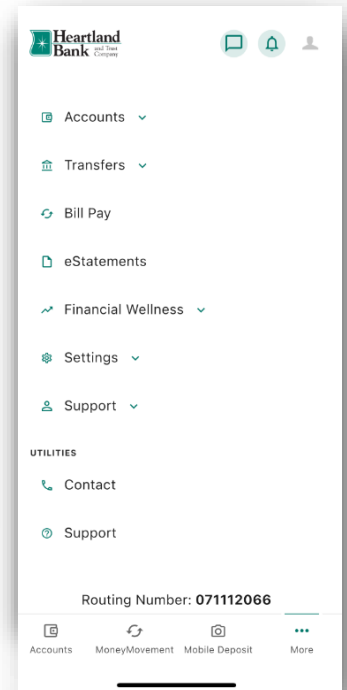 Heartland
Bank and Trust
Company
Accounts
Transfers
Bill Pay
eStatements
Financial Wellness
Settings
Support
UTILITIES
Contact
Support
Routing Number: 071112066
Accounts MoneyMovement Mobile Deposit More